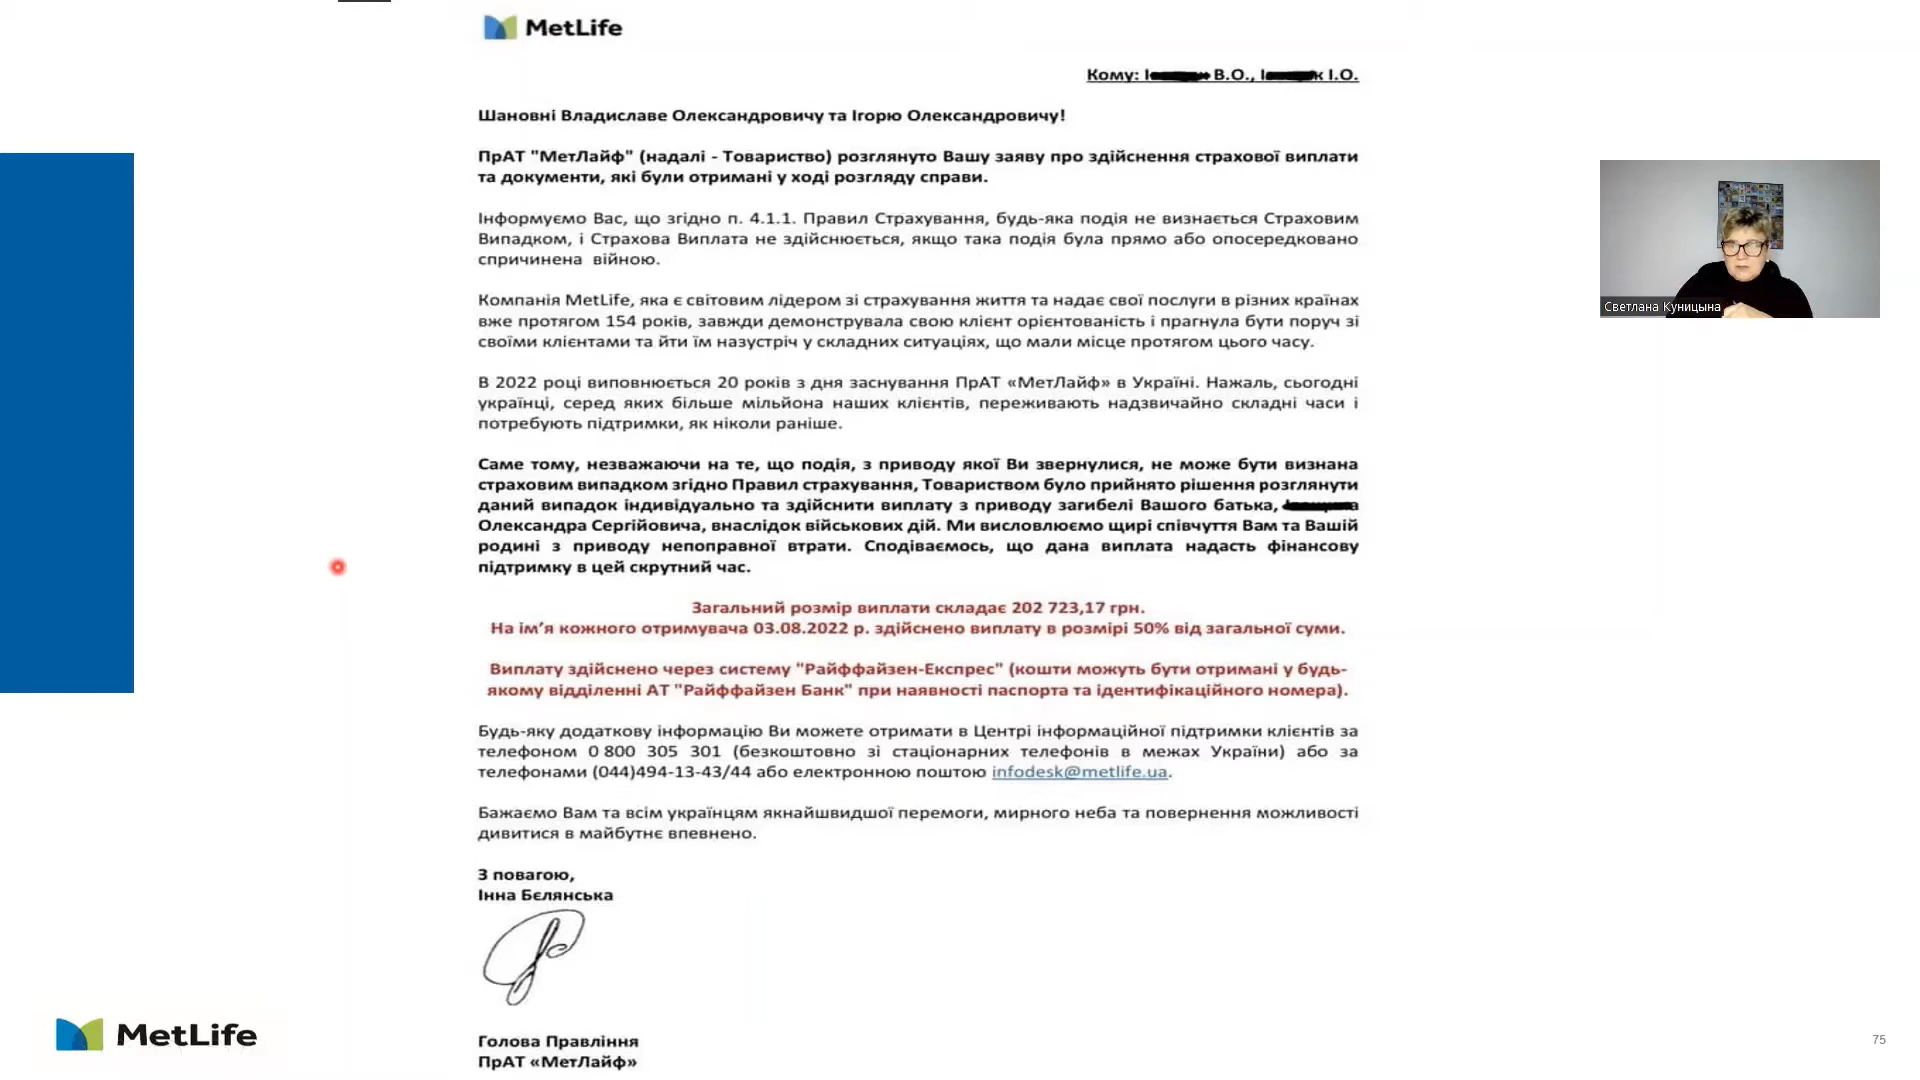 MetLife
Кому: В.О., І.О.
Шановні Владиславе Олександровичу та Ігорю Олександровичу!
ПрАТ "МетЛайф" (надалі - Товариство) розглянуто Вашу заяву про здійснення страхової виплати
та документи, які були отримані у ході розгляду справи.
Інформуємо Вас, що згідно п. 4.1.1. Правил Страхування, будь-яка подія не визнається Страховим
Випадком, і Страхова Виплата не здійснюється, якщо така подія була прямо або опосередковано
спричинена війною.
Компанія MetLife, яка є світовим лідером зі страхування життя та надає свої послуги в різних країнах
вже протягом 154 років, завжди демонструвала свою клієнт орієнтованість і прагнула бути поруч зі
своїми клієнтами та йти їм назустріч у складних ситуаціях, що мали місце протягом цього часу.
В 2022 році виповнюється 20 років з дня заснування ПрАТ «МетЛайф» в Україні. Нажаль, сьогодні
українці, серед яких більше мільйона наших клієнтів, переживають надзвичайно складні часи і
потребують підтримки, як ніколи раніше.
Саме тому, незважаючи на те, що подія, з приводу якої Ви звернулися, не може бути визнана
страховим випадком згідно Правил страхування, Товариством було прийнято рішення розглянути
даний випадок індивідуально та здійснити виплату з приводу загибелі Вашого батька,
Олександра Сергійовича, внаслідок військових дій. Ми висловлюємо щирі співчуття Вам та Вашій
родині з приводу непоправної втрати. Сподіваємось, що дана виплата надасть фінансову
підтримку в цей скрутний час.
Загальний розмір виплати складає 202 723,17 грн.
На ім’я кожного отримувача 03.08.2022 р. здійснено виплату в розмірі 50% від загальної суми.
Виплату здійснено через систему "Райффайзен-Експрес" (кошти можуть бути отримані у будь-
якому відділенні АТ "Райффайзен Банк" при наявності паспорта та ідентифікаційного номера).
Будь-яку додаткову інформацію Ви можете отримати в Центрі інформаційної підтримки клієнтів за
телефоном 0 800 305 301 (безкоштовно зі стаціонарних телефонів в межах України) або за
телефонами (044)494-13-43/44 або електронною поштою infodesk@metlife.ua.
Бажаємо Вам та всім українцям якнайшвидшої перемоги, мирного неба та повернення можливості
дивитися в майбутнє впевнено.
З повагою,
Інна Бєлянська
Голова Правління
ПрАТ «МетЛайф»
MetLife
75
Светлана Куницына